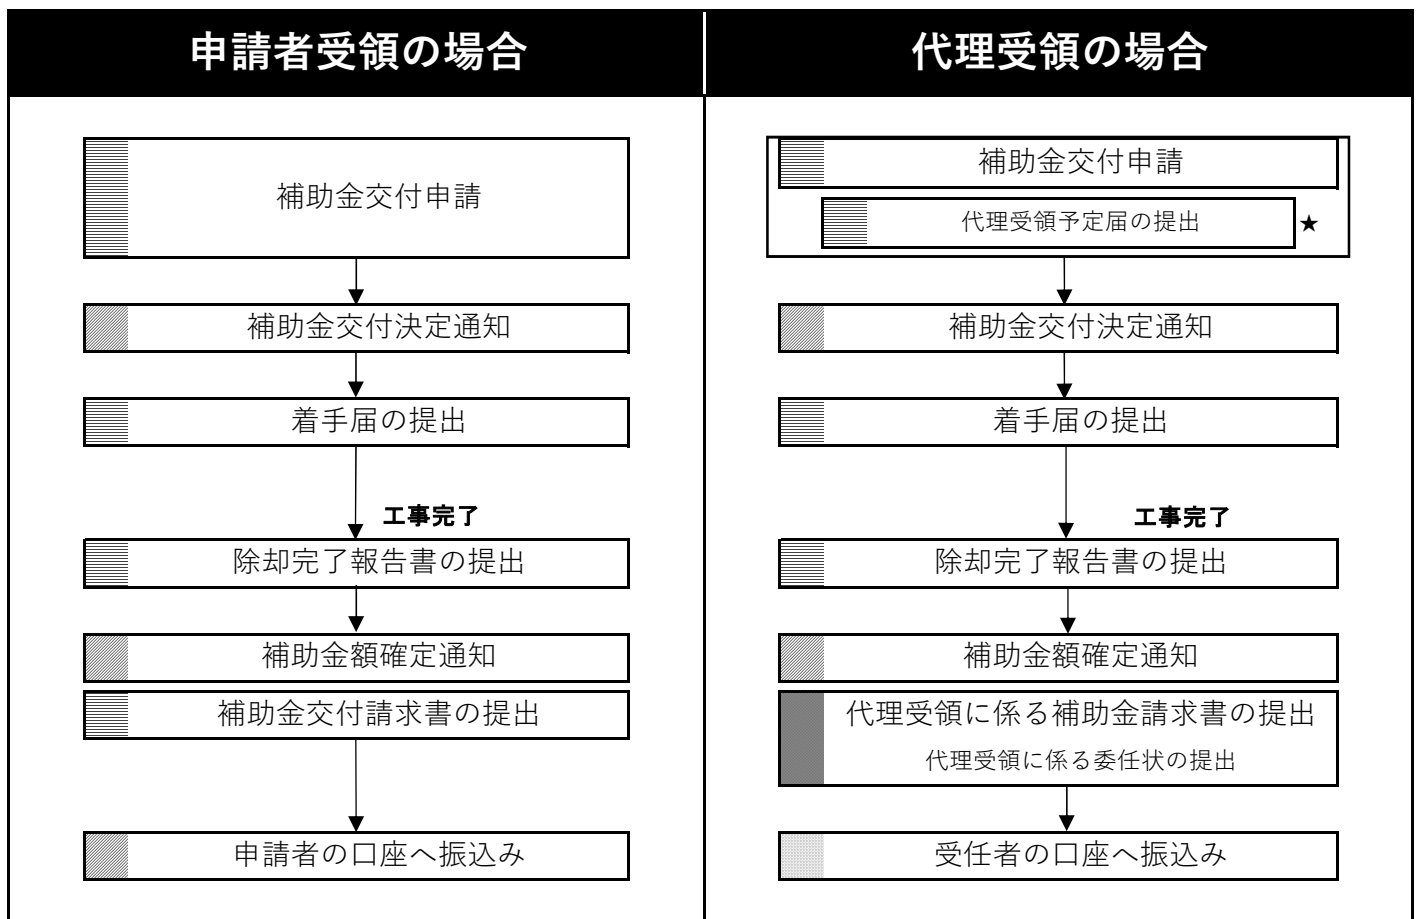 申請者受領の場合
補助金交付申請
補助金交付決定通知
着手届の提出
工事完了
除却完了報告書の提出
補助金額確定通知
補助金交付請求書の提出
申請者の口座へ振込み
代理受領の場合
補助金交付申請
代理受領予定届の提出 ★
補助金交付決定通知
着手届の提出
工事完了
除却完了報告書の提出
補助金額確定通知
代理受領に係る補助金請求書の提出
代理受領に係る委任状の提出
受任者の口座へ振込み